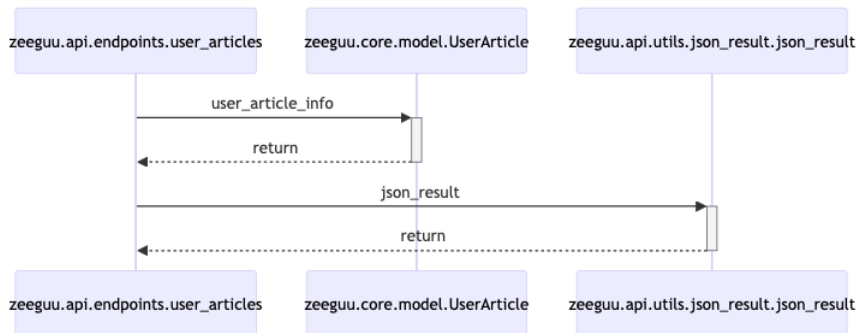 zeeguu.api.endpoints.user_articles zeeguu.core.model.UserArticle zeeguu.api.utils.json_result.json_result
user_article_info
return
json_result
return
zeeguu.api.endpoints.user_articles zeeguu.core.model.UserArticle zeeguu.api.utils.json_result.json_result